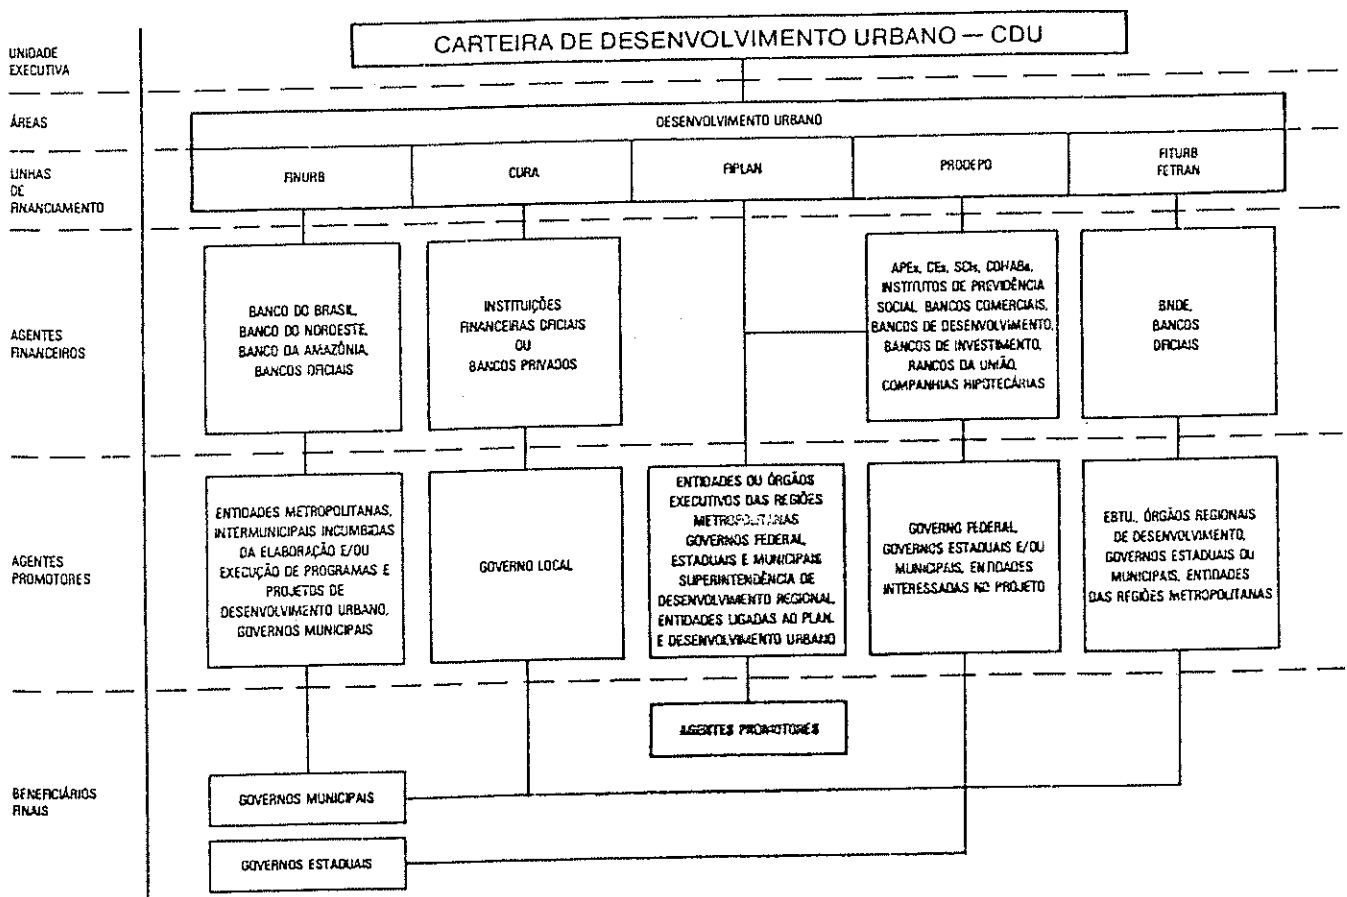 CARTEIRA DE DESENVOLVIMENTO URBANO — CDU
UNIDADE
EXECUTIVA
ÁREAS
DESENVOLVIMENTO URBANO
LINHAS
DE
FINANCIAMENTO
FINURB
CURA
FIPLAN
PRODEPO
FITURB
FETRAN
AGENTES
FINANCEIROS
BANCO DO BRASIL,
BANCO DO NOROESTE,
BANCO DA AMAZÔNIA,
BANCOS OFICIAIS
INSTITUIÇÕES
FINANCEIRAS OFICIAIS
OU
BANCOS PRIVADOS
APEs, CEs, SCIs, COHABs,
INSTITUTOS DE PREVIDÊNCIA
SOCIAL, BANCOS COMERCIAIS,
BANCOS DE DESENVOLVIMENTO,
BANCOS DE INVESTIMENTO,
BANCOS DA UNIÃO,
COMPANHIAS HIPOTECÁRIAS
BNDE,
BANCOS
OFICIAIS
AGENTES
PROMOTORES
ENTIDADES METROPOLITANAS,
INTERMUNICIPAIS INCUMBIDAS
DA ELABORAÇÃO E/OU
EXECUÇÃO DE PROGRAMAS E
PROJETOS DE
DESENVOLVIMENTO URBANO,
GOVERNOS MUNICIPAIS
GOVERNO LOCAL
ENTIDADES OU ÓRGÃOS
EXECUTIVOS DAS REGIÕES
METROPOLITANAS
GOVERNOS FEDERAL,
ESTADUAIS E MUNICIPAIS
SUPERINTENDÊNCIA DE
DESENVOLVIMENTO REGIONAL,
ENTIDADES LIGADAS AO PLAN.
E DESENVOLVIMENTO URBANO
GOVERNO FEDERAL,
GOVERNOS ESTADUAIS E/OU
MUNICIPAIS, ENTIDADES
INTERESSADAS NO PROJETO
EBTU, ÓRGÃOS REGIONAIS
DE DESENVOLVIMENTO,
GOVERNOS ESTADUAIS OU
MUNICIPAIS, ENTIDADES
DAS REGIÕES METROPOLITANAS
BENEFICIÁRIOS
FINAIS
AGENTES PROMOTORES
GOVERNOS MUNICIPAIS
GOVERNOS ESTADUAIS